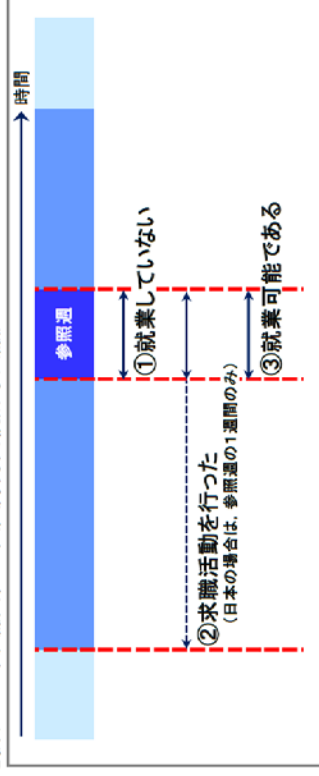 時間
参照週
①就業していない
②求職活動を行った
(日本の場合は，参照週の1週間のみ)
③就業可能である